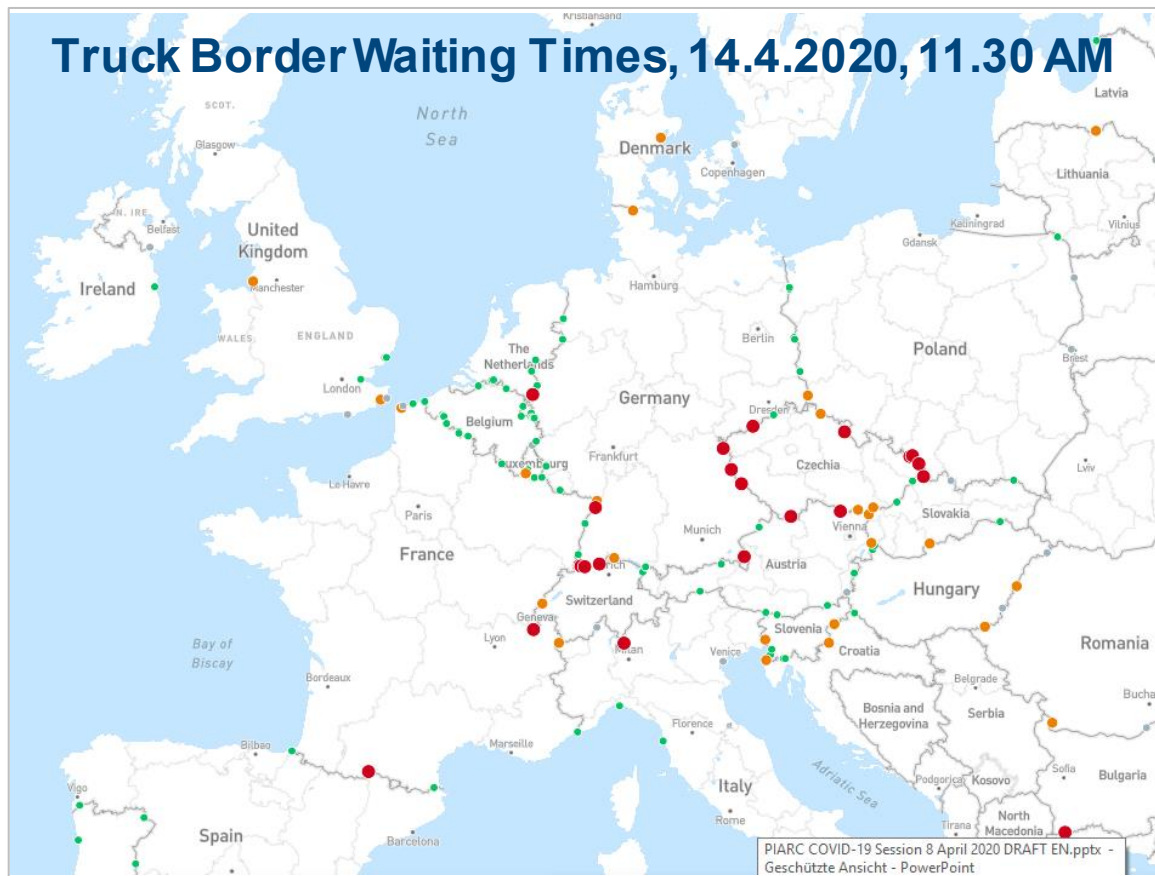 Truck Border Waiting Times, 14.4.2020, 11.30 AM
Kristiansand
SCOT.
North
Sea
Latvia
Glasgow
Denmark
Copenhagen
Lithuania
N. IRE.
Belfast
United
Kingdom
Kaliningrad
Vilnius
Gdansk
Ireland
Manchester
Hamburg
WALES
ENGLAND
The
Netherlands
Berlin
Poland
Brest
London
Germany
Belgium
Dresden
Luxembourg
Frankfurt
Czechia
Lviv
Le Havre
Paris
Slovakia
Munich
Vienna
France
Austria
Switzerland
Hungary
Geneva
Lyon
Slovenia
Bay of
Biscay
Milan
Venice
Croatia
Romania
Bordeaux
Belgrade
Bosnia and
Herzegovina
Serbia
Bucha
Florence
Bilbao
Marseille
Adriatic Sea
Vigo
Podgorica
Kosovo
Sofia
Bulgaria
Italy
Rome
North
Macedonia
Tirana
Spain
Barcelona
PIARC COVID-19 Session 8 April 2020 DRAFT EN.pptx -
Geschützte Ansicht - PowerPoint